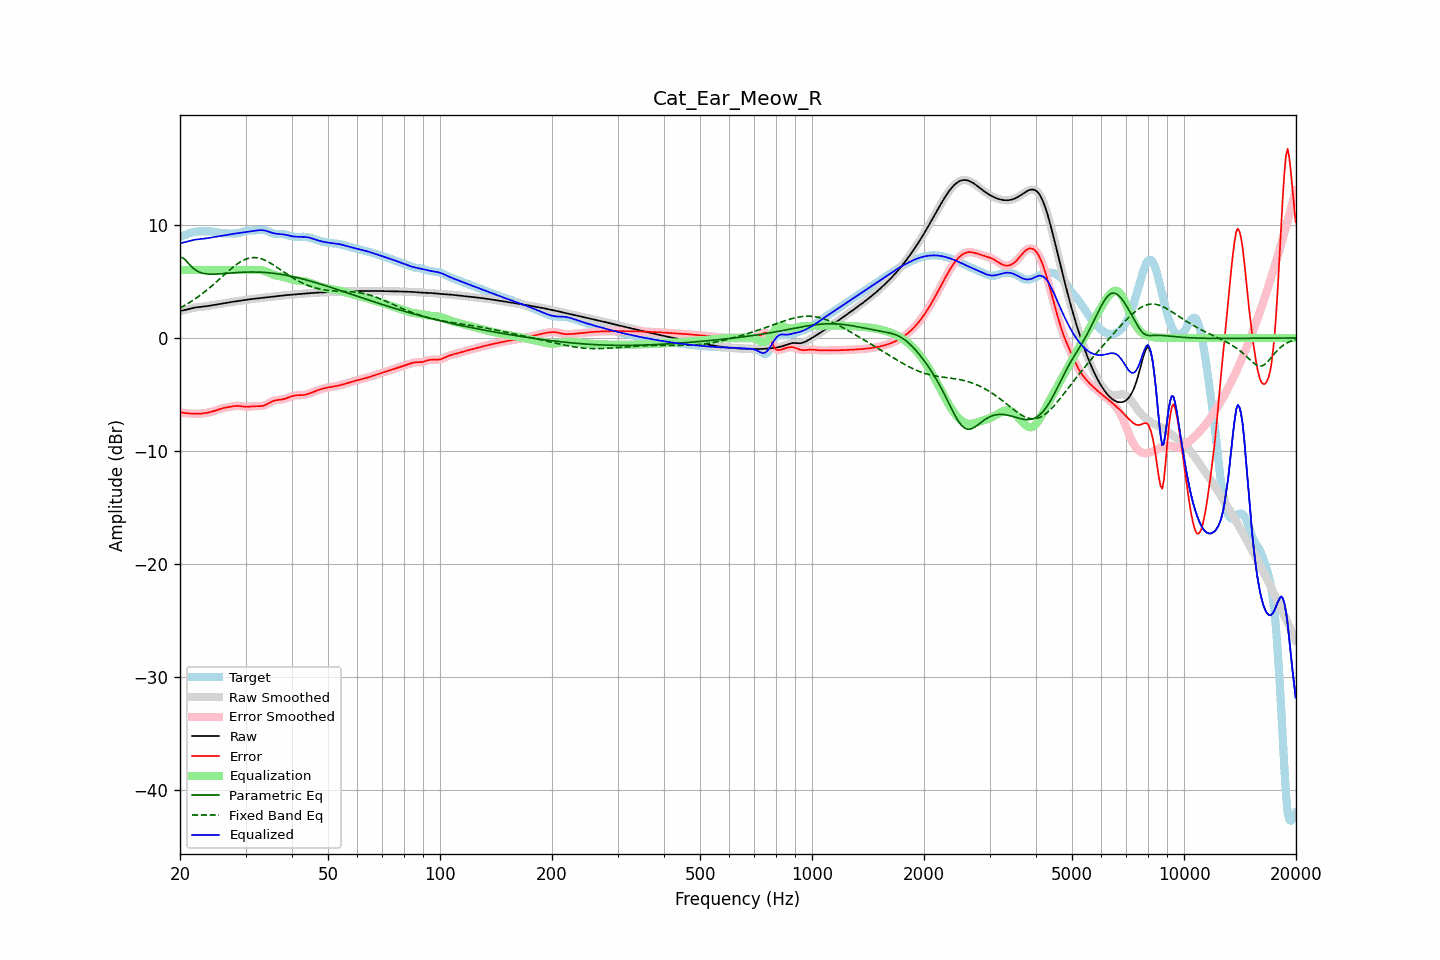 Cat_Ear_Meow_R
Amplitude (dBr)
10
0
−10
−20
−30
−40
Target
Raw Smoothed
Error Smoothed
Raw
Error
Equalization
Parametric Eq
Fixed Band Eq
Equalized
20 50 100 200 500 1000 2000 5000 10000 20000
Frequency (Hz)